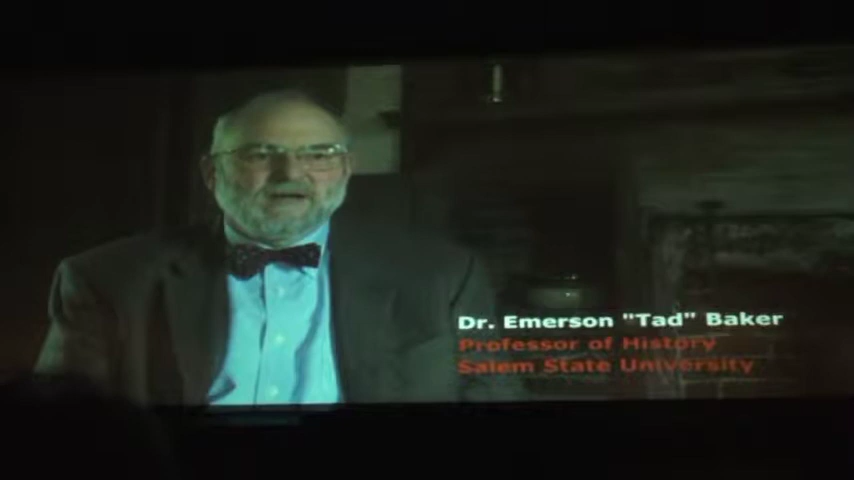 Dr. Emerson "Tad" Baker
Professor of History
Salem State University